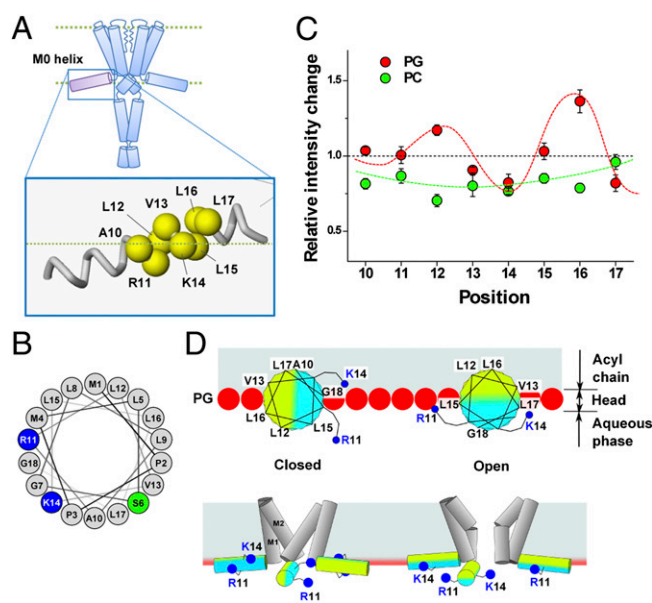 A
M0 helix
L16
V13
L17
L12
A10
R11
K14
L15
C
Relative intensity change
PG
PC
1.5
1.0
0.5
10 11 12 13 14 15 16 17
Position
B
M1
L8
L12
L15
L5
M4
L16
R11
L9
G18
P2
G7
V13
K14
S6
P3
A10
L17
D
L17 A10
K14
V13
G18
PG
L16
L12
L15
R11
Closed
L12 L16
V13
L15
L17
R11
G18
K14
Open
Acyl
chain
Head
Aqueous
phase
M2
M1
K14
R11
R11
K14
R11
K14
R11